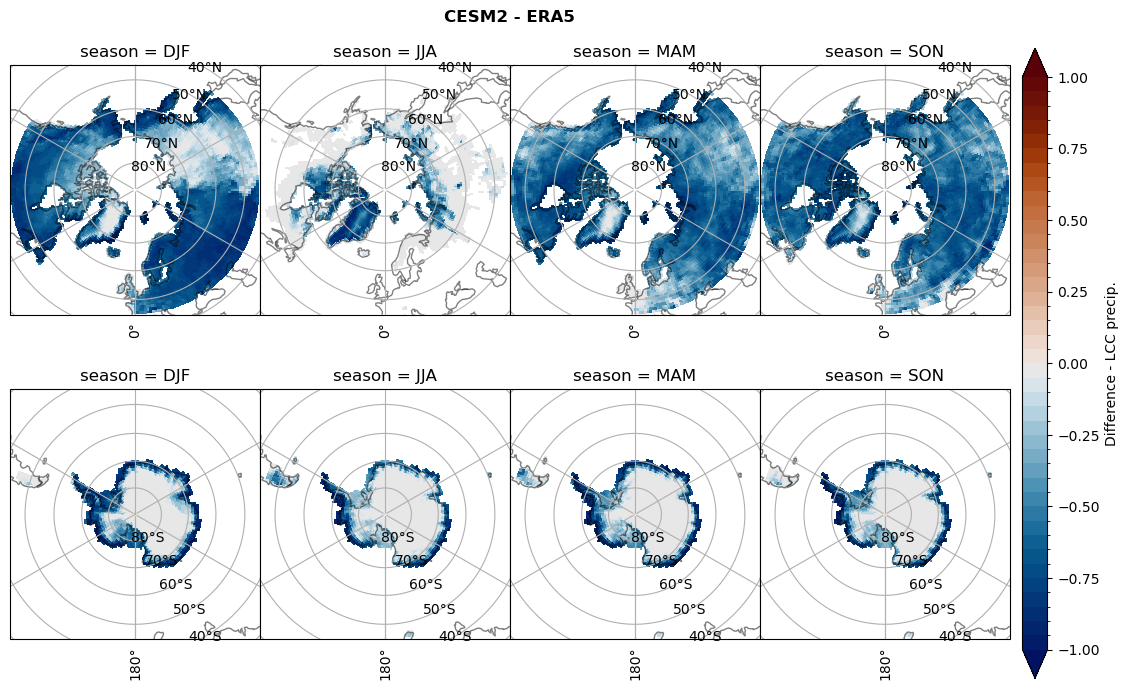 CESM2 - ERA5
season = DJF
season = JJA
season = MAM
season = SON
40°N
50°N
60°N
70°N
80°N
40°N
50°N
60°N
70°N
80°N
40°N
50°N
60°N
70°N
80°N
40°N
50°N
60°N
70°N
80°N
0°
0°
0°
0°
season = DJF
season = JJA
season = MAM
season = SON
80°S
70°S
60°S
50°S
40°S
80°S
70°S
60°S
50°S
40°S
80°S
70°S
60°S
50°S
40°S
80°S
70°S
60°S
50°S
40°S
180°
180°
180°
180°
1.00
0.75
0.50
0.25
0.00
−0.25
−0.50
−0.75
−1.00
Difference - LCC precip.